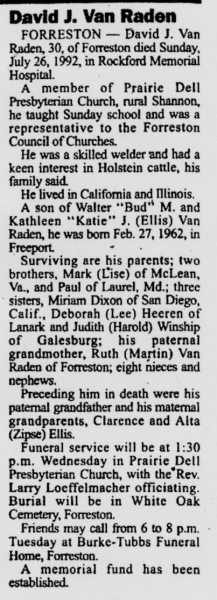 David J. Van Raden
FORRESTON — David J. Van
Raden, 30, of Forreston died Sunday,
July 26, 1992, in Rockford Memorial
Hospital.
A member of Prairie Dell
Presbyterian Church, rural Shannon,
he taught Sunday school and was a
representative to the Forreston
Council of Churches.
He was a skilled welder and had a
keen interest in Holstein cattle, his
family said.
He lived in California and Illinois.
A son of Walter "Bud" M. and
Kathleen "Katie" J. (Ellis) Van
Raden, he was born Feb. 27, 1962, in
Freeport.
Surviving are his parents; two
brothers, Mark (Lise) of McLean,
Va., and Paul of Laurel, Md.; three
sisters, Miriam Dixon of San Diego,
Calif., Deborah (Lee) Heeren of
Lanark and Judith (Harold) Winship
of Galesburg; his paternal
grandmother, Ruth (Martin) Van
Raden of Forreston; eight nieces and
nephews.
Preceding him in death were his
paternal grandfather and his maternal
grandparents, Clarence and Alta
(Zipse) Ellis.
Funeral service will be at 1:30
p.m. Wednesday in Prairie Dell
Presbyterian Church, with the Rev.
Larry Loeffelmacher officiating.
Burial will be in White Oak
Cemetery, Forreston.
Friends may call from 6 to 8 p.m.
Tuesday at Burke-Tubbs Funeral
Home, Forreston.
A memorial fund has been
established.